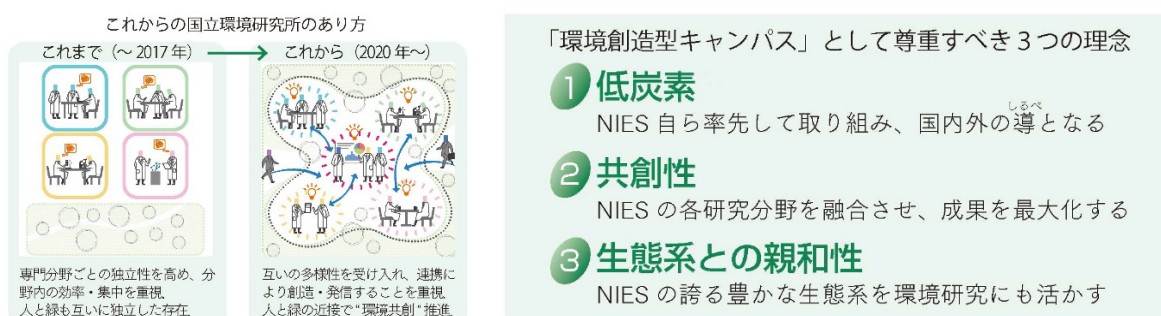 これからの国立環境研究所のあり方
これまで（～2017年）
これから（2020年～）
専門分野ごとの独立性を高め、分
野内の効率・集中を重視。
人と緑も互いに独立した存在
互いの多様性を受け入れ、連携に
より創造・発信することを重視。
人と緑の近接で"環境共創"推進
「環境創造型キャンパス」として尊重すべき3つの理念
1 低炭素
しるべ
NIES 自ら率先して取り組み、国内外の導となる
2 共創性
NIES の各研究分野を融合させ、成果を最大化する
3 生態系との親和性
NIES の誇る豊かな生態系を環境研究にも活かす